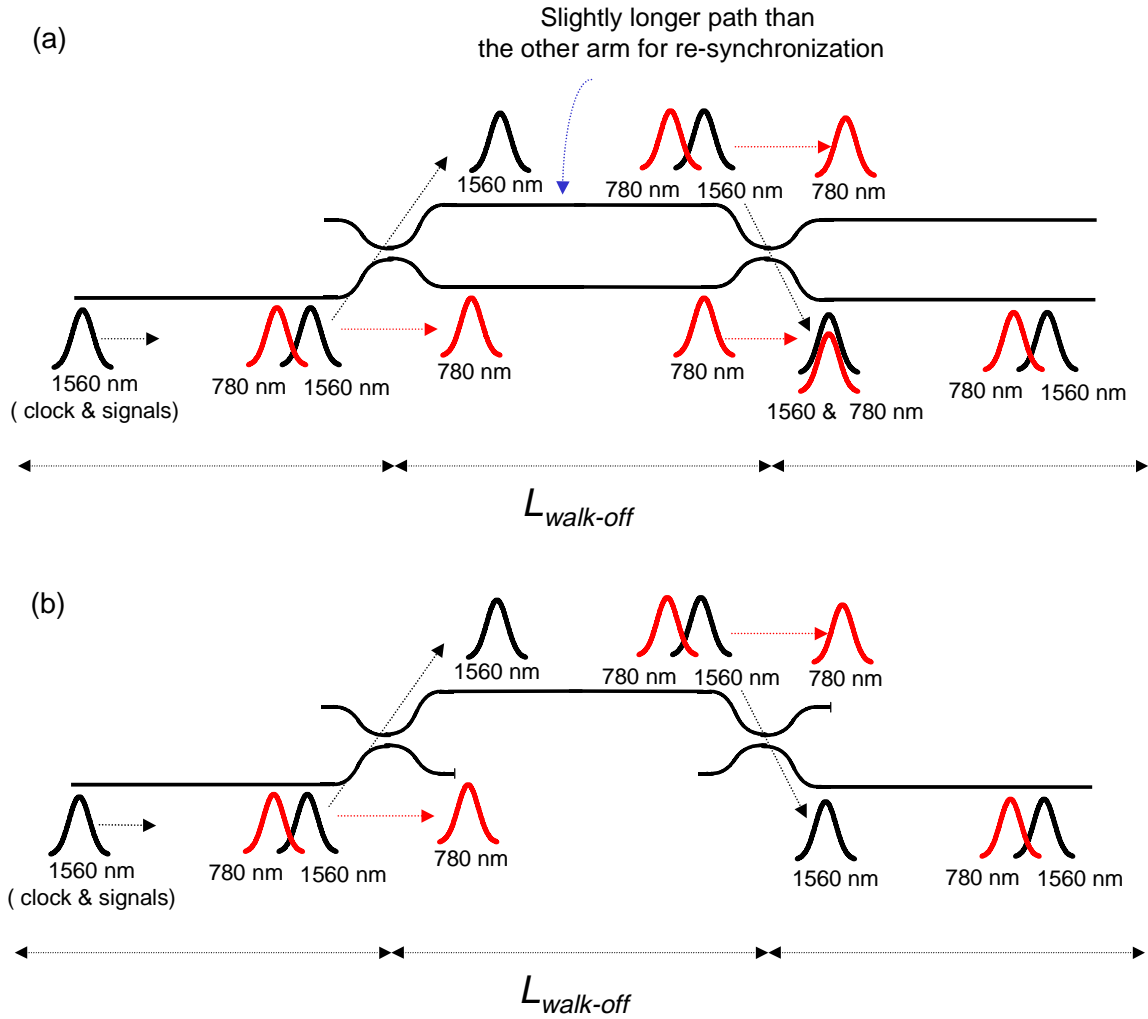 (a)
Slightly longer path than
the other arm for re-synchronization
1560 nm
780 nm
1560 nm
780 nm
1560 nm
( clock & signals)
780 nm
1560 nm
780 nm
780 nm
1560 & 780 nm
780 nm
1560 nm
L walk-off
(b)
1560 nm
780 nm
1560 nm
780 nm
1560 nm
( clock & signals)
780 nm
1560 nm
780 nm
1560 nm
780 nm
1560 nm
L walk-off